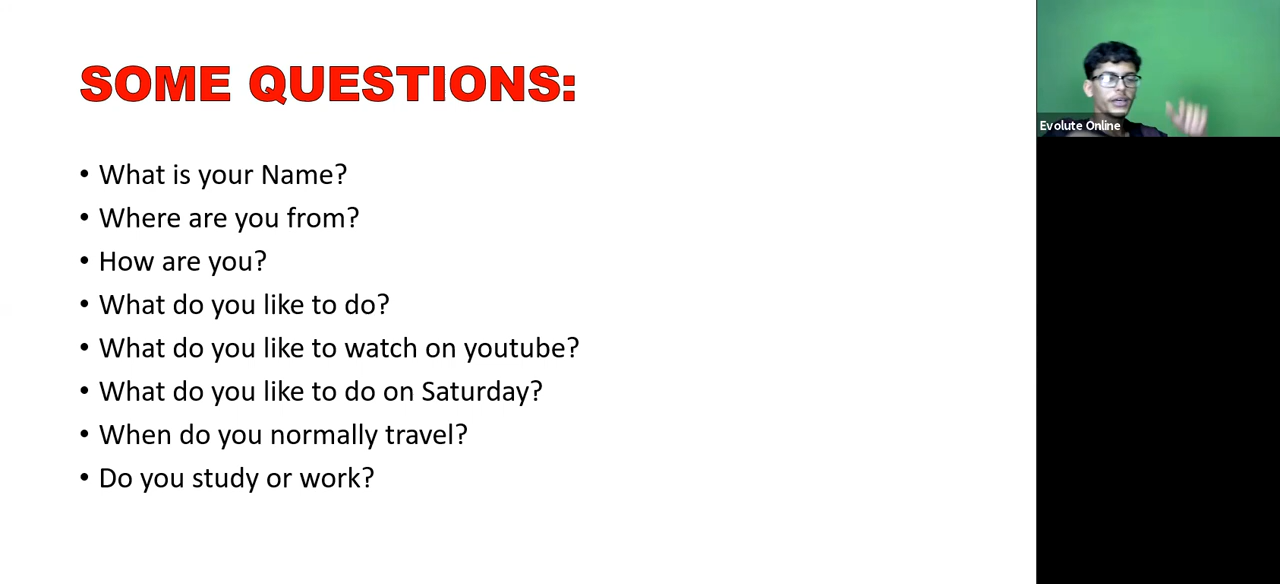 SOME QUESTIONS:
• What is your Name?
• Where are you from?
• How are you?
• What do you like to do?
• What do you like to watch on youtube?
• What do you like to do on Saturday?
• When do you normally travel?
• Do you study or work?
Evolute Online